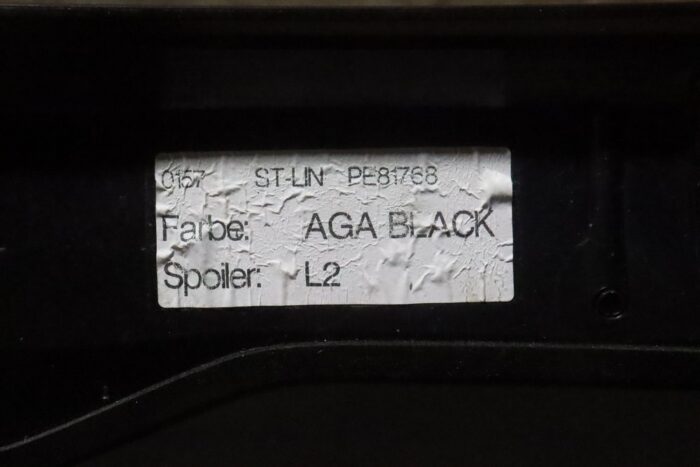 0157 ST-LIN PE81768
Farbe: AGA BLACK
Spoiler: L2